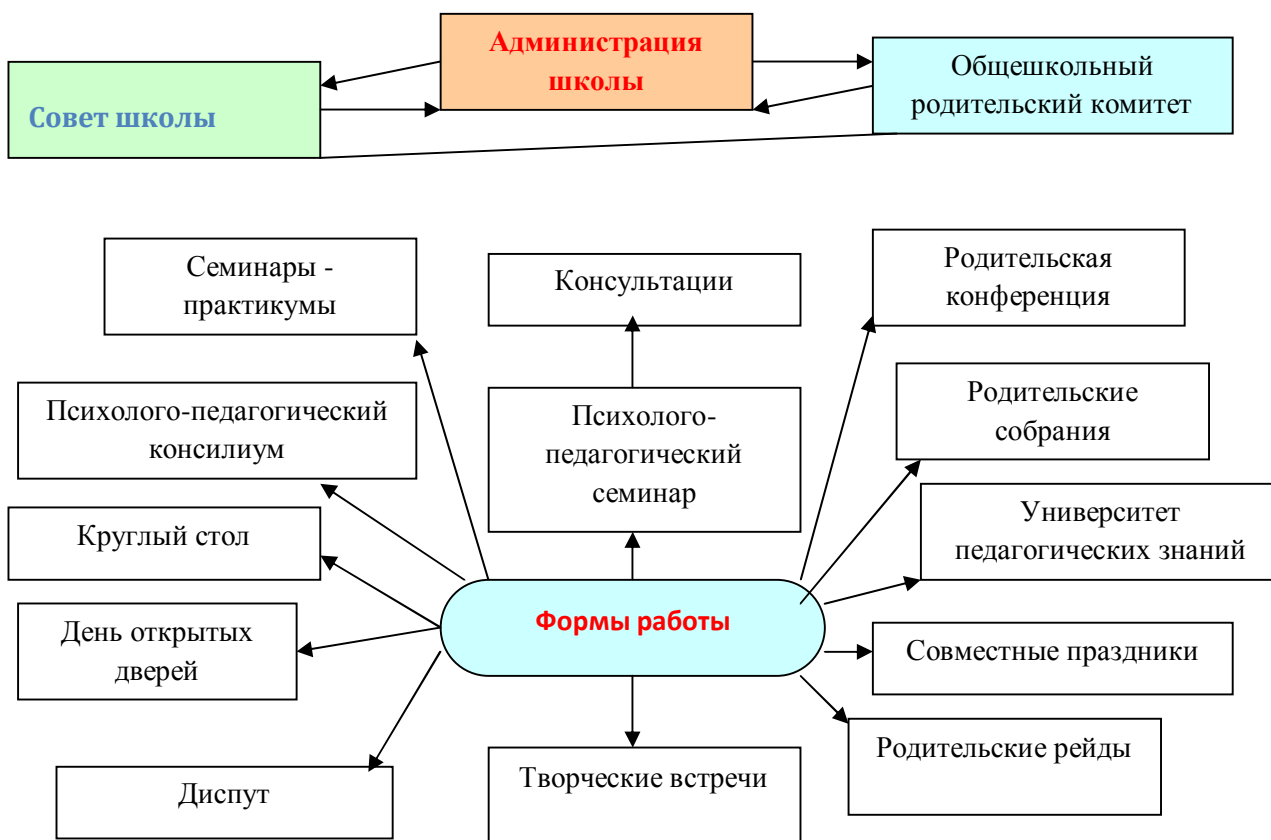 Администрация
школы
Совет школы
Общешкольный
родительский комитет
Семинары -
практикумы
Консультации
Родительская
конференция
Психолого-педагогический
консилиум
Психолого-
педагогический
семинар
Родительские
собрания
Круглый стол
Университет
педагогических знаний
Формы работы
День открытых
дверей
Совместные праздники
Родительские рейды
Творческие встречи
Диспут